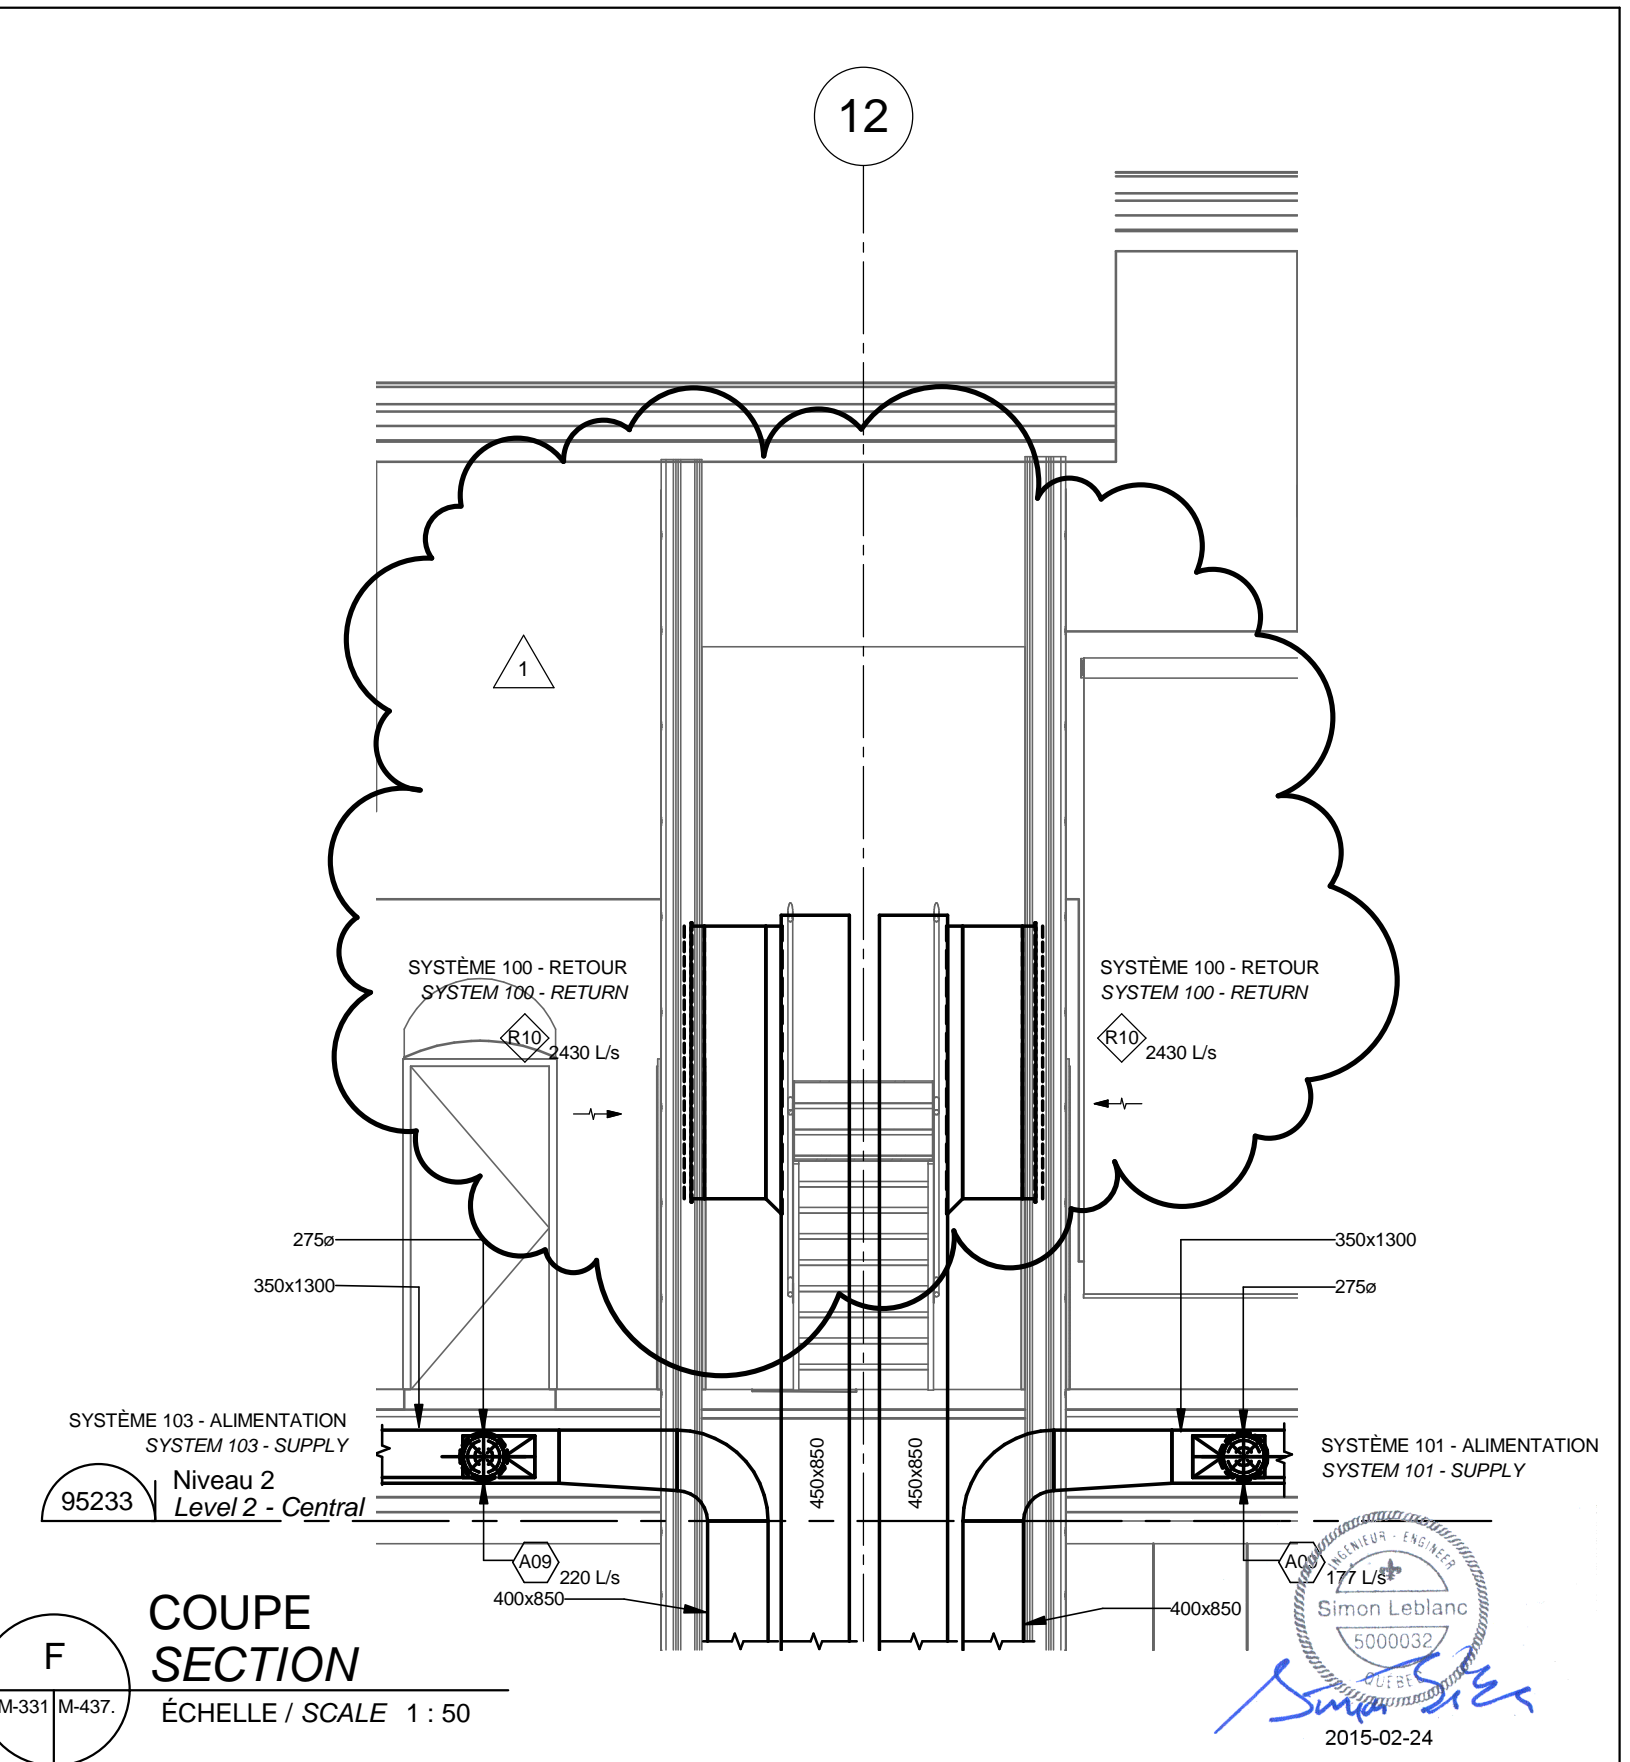 12
1
SYSTÈME 100 - RETOUR
SYSTEM 100 - RETURN
R10
2430 L/s
SYSTÈME 100 - RETOUR
SYSTEM 100 - RETURN
R10
2430 L/s
275ø
350x1300
350x1300
275ø
SYSTÈME 103 - ALIMENTATION
SYSTEM 103 - SUPPLY
450x850
450x850
SYSTÈME 101 - ALIMENTATION
SYSTEM 101 - SUPPLY
95233
Niveau 2
Level 2 - Central
A09
220 L/s
400x850
400x850
177 L/s
INGÉNIEUR - ENGINEER
Simon Leblanc
5000032
QUÉBEC
2015-02-24
COUPE
SECTION
F
M-331
M-437.
ÉCHELLE / SCALE 1 : 50